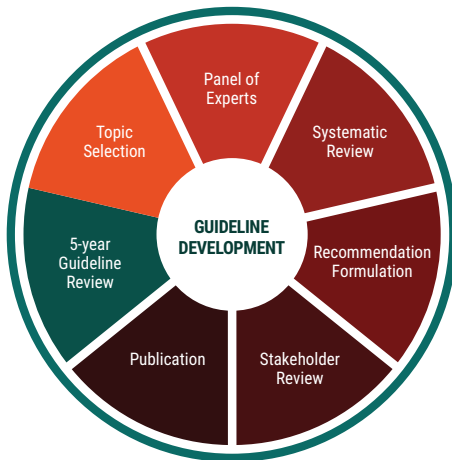 Panel of
Experts
Systematic
Review
Recommendation
Formulation
Stakeholder
Review
Publication
5-year
Guideline
Review
Topic
Selection
GUIDELINE
DEVELOPMENT